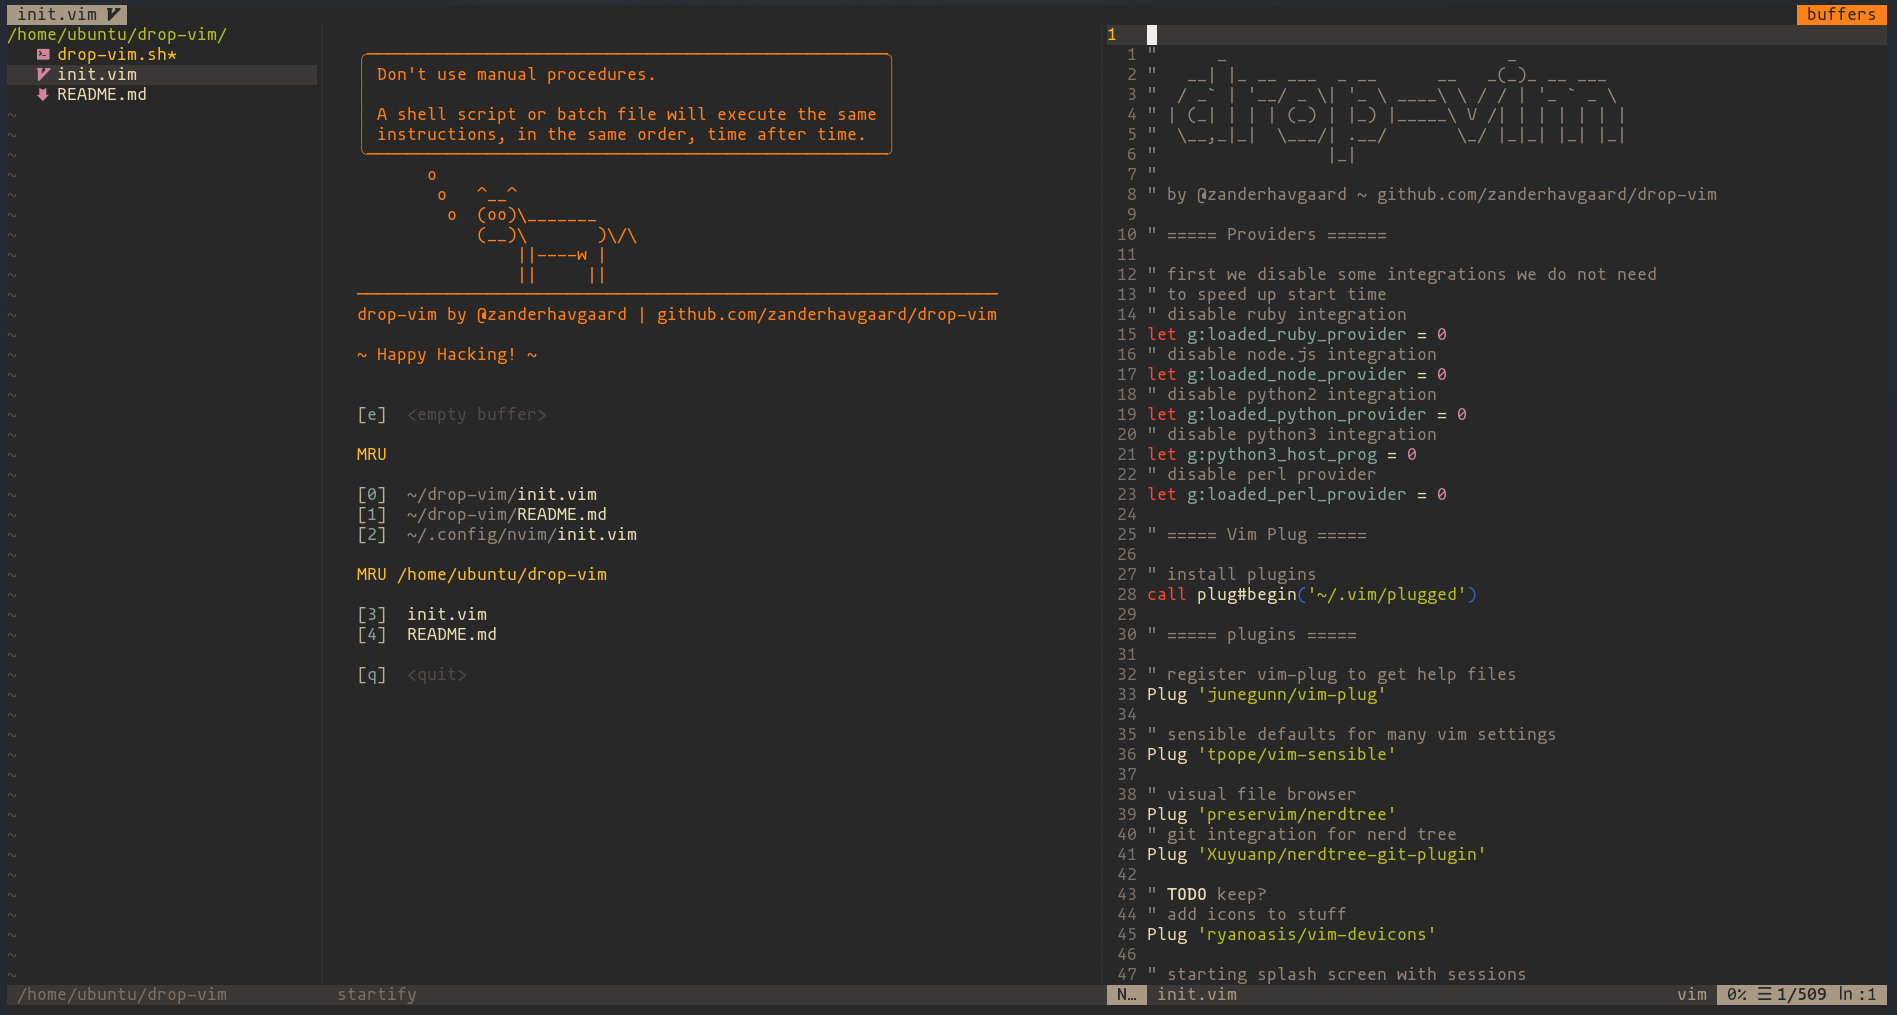 init.vim
buffers
/home/ubuntu/drop-vim/
drop-vim.sh*
init.vim
README.md
Don't use manual procedures.
A shell script or batch file will execute the same
instructions, in the same order, time after time.
o
o   ^__^
o  (oo)\_______
(__)\       )\/\
||----w |
||     ||
drop-vim by @zanderhavgaard | github.com/zanderhavgaard/drop-vim
~ Happy Hacking! ~
[e]  <empty buffer>
MRU
[0]  ~/drop-vim/init.vim
[1]  ~/drop-vim/README.md
[2]  ~/.config/nvim/init.vim
MRU /home/ubuntu/drop-vim
[3]  init.vim
[4]  README.md
[q]  <quit>
1
1 "      _                            _
2 "   __| |_ __ ___  _ __      __   _(_)_ __ ___
3 "  / _` | '__/ _ \| '_ \ ____\ \ / / | '_ ` _ \
4 " | (_| | | | (_) | |_) |_____\ V /| | | | | | |
5 "  \__,_|_|  \___/| .__/       \_/ |_|_| |_| |_|
6 "                 |_|
7 "
8 " by @zanderhavgaard ~ github.com/zanderhavgaard/drop-vim
9
10 " ===== Providers ======
11
12 " first we disable some integrations we do not need
13 " to speed up start time
14 " disable ruby integration
15 let g:loaded_ruby_provider = 0
16 " disable node.js integration
17 let g:loaded_node_provider = 0
18 " disable python2 integration
19 let g:loaded_python_provider = 0
20 " disable python3 integration
21 let g:python3_host_prog = 0
22 " disable perl provider
23 let g:loaded_perl_provider = 0
24
25 " ===== Vim Plug =====
26
27 " install plugins
28 call plug#begin('~/.vim/plugged')
29
30 " ===== plugins =====
31
32 " register vim-plug to get help files
33 Plug 'junegunn/vim-plug'
34
35 " sensible defaults for many vim settings
36 Plug 'tpope/vim-sensible'
37
38 " visual file browser
39 Plug 'preservim/nerdtree'
40 " git integration for nerd tree
41 Plug 'Xuyuanp/nerdtree-git-plugin'
42
43 " TODO keep?
44 " add icons to stuff
45 Plug 'ryanoasis/vim-devicons'
46
47 " starting splash screen with sessions
/home/ubuntu/drop-vim
startify
N… init.vim
vim
0% ☰ 1/509 ln :1